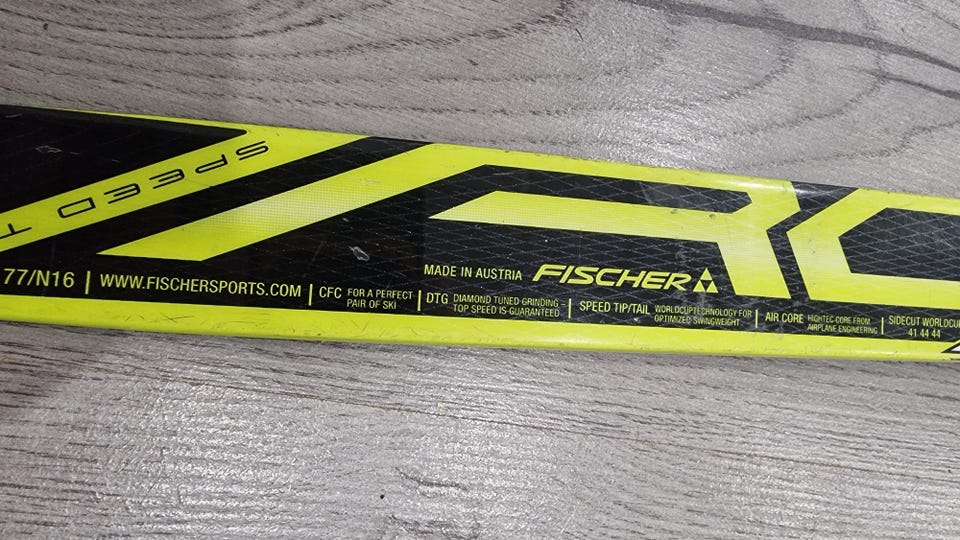 SPEED T
RC
MADE IN AUSTRIA FISCHER
77/N16 | WWW.FISCHERSPORTS.COM | CFC FOR A PERFECT PAIR OF SKI | DTG DIAMOND TUNED GRINDING - TOP SPEED IS GUARANTEED | SPEED TIP/TAIL WORLDCUPTECHNOLOGY FOR OPTIMIZED SWINGWEIGHT | AIR CORE HIGHTEC-CORE FROM AIRPLANE ENGINEERING | SIDECUT WORLDCU 41 44 44